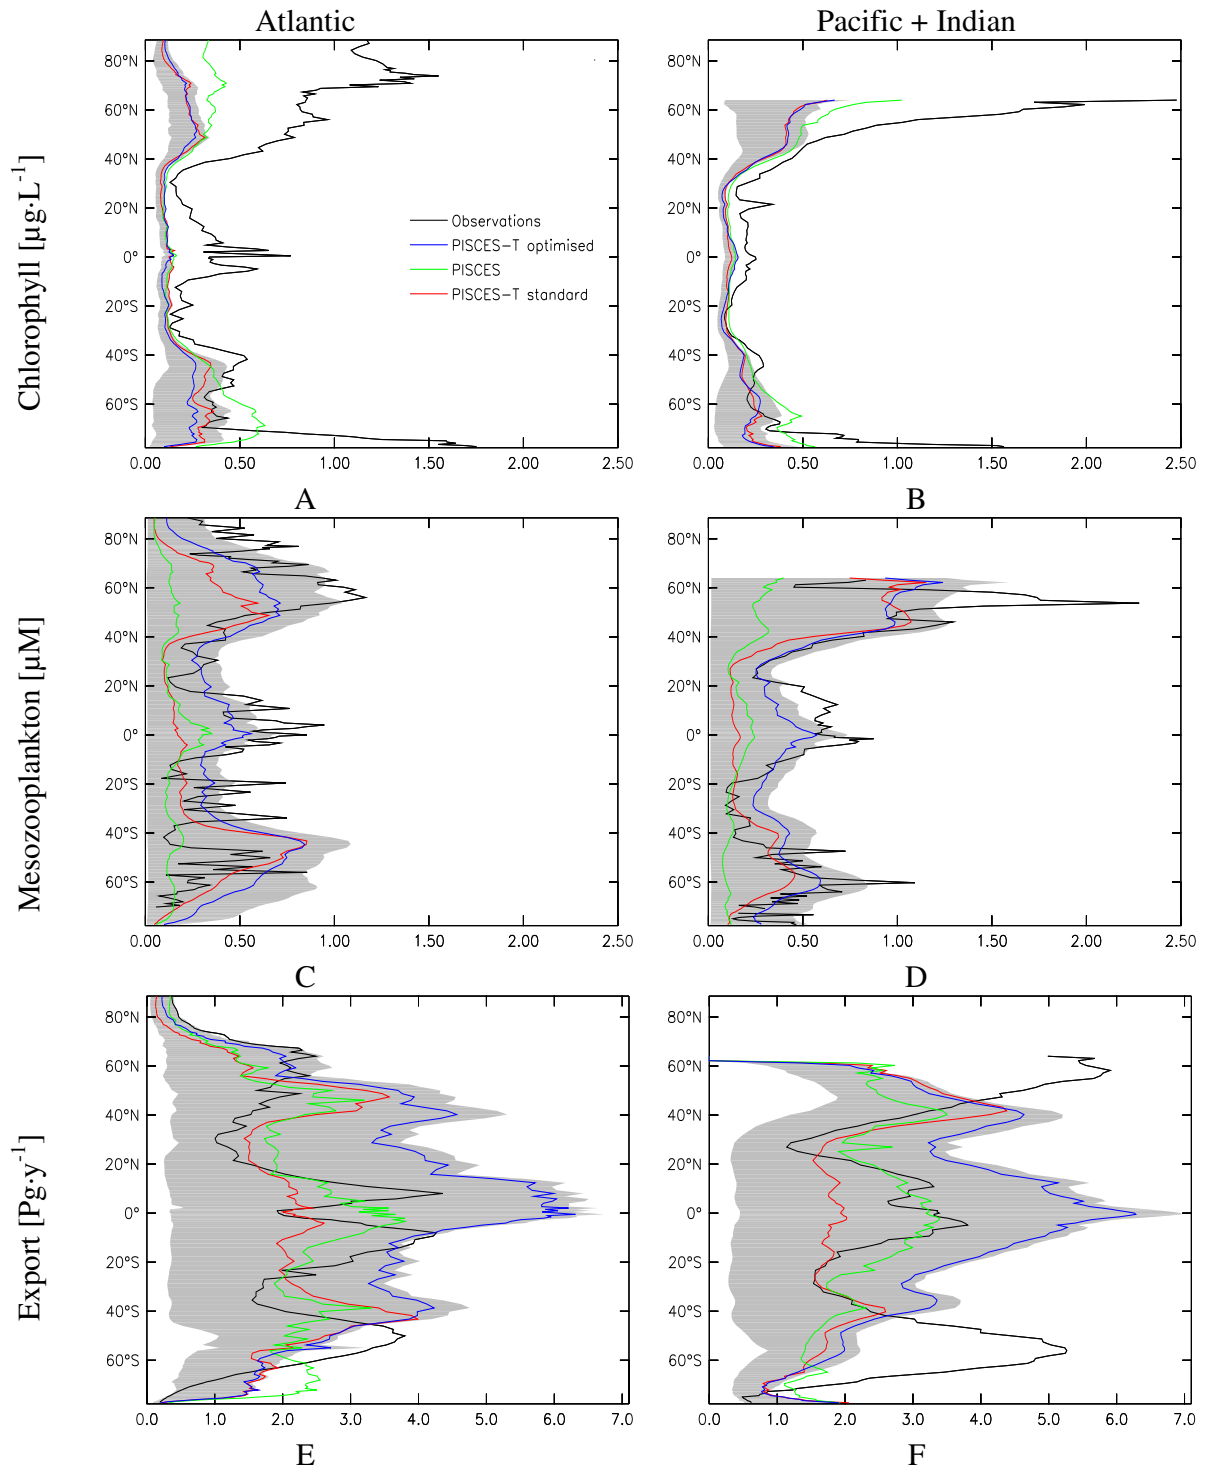 Atlantic Pacific + Indian
Chlorophyll [µg·L⁻¹]
80°N
60°N
40°N
20°N
0°
20°S
40°S
60°S
0.00 0.50 1.00 1.50 2.00 2.50
Observations
PISCES-T optimised
PISCES
PISCES-T standard
A
80°N
60°N
40°N
20°N
0°
20°S
40°S
60°S
0.00 0.50 1.00 1.50 2.00 2.50
B
Mesozooplankton [µM]
80°N
60°N
40°N
20°N
0°
20°S
40°S
60°S
0.00 0.50 1.00 1.50 2.00 2.50
C
80°N
60°N
40°N
20°N
0°
20°S
40°S
60°S
0.00 0.50 1.00 1.50 2.00 2.50
D
Export [Pg·y⁻¹]
80°N
60°N
40°N
20°N
0°
20°S
40°S
60°S
0.0 1.0 2.0 3.0 4.0 5.0 6.0 7.0
E
80°N
60°N
40°N
20°N
0°
20°S
40°S
60°S
0.0 1.0 2.0 3.0 4.0 5.0 6.0 7.0
F